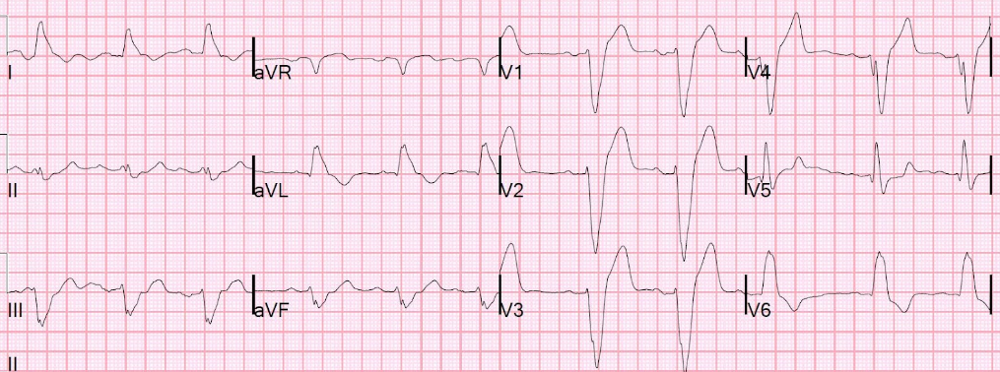 I aVR V1 V4
II aVL V2 V5
III aVF V3 V6
II